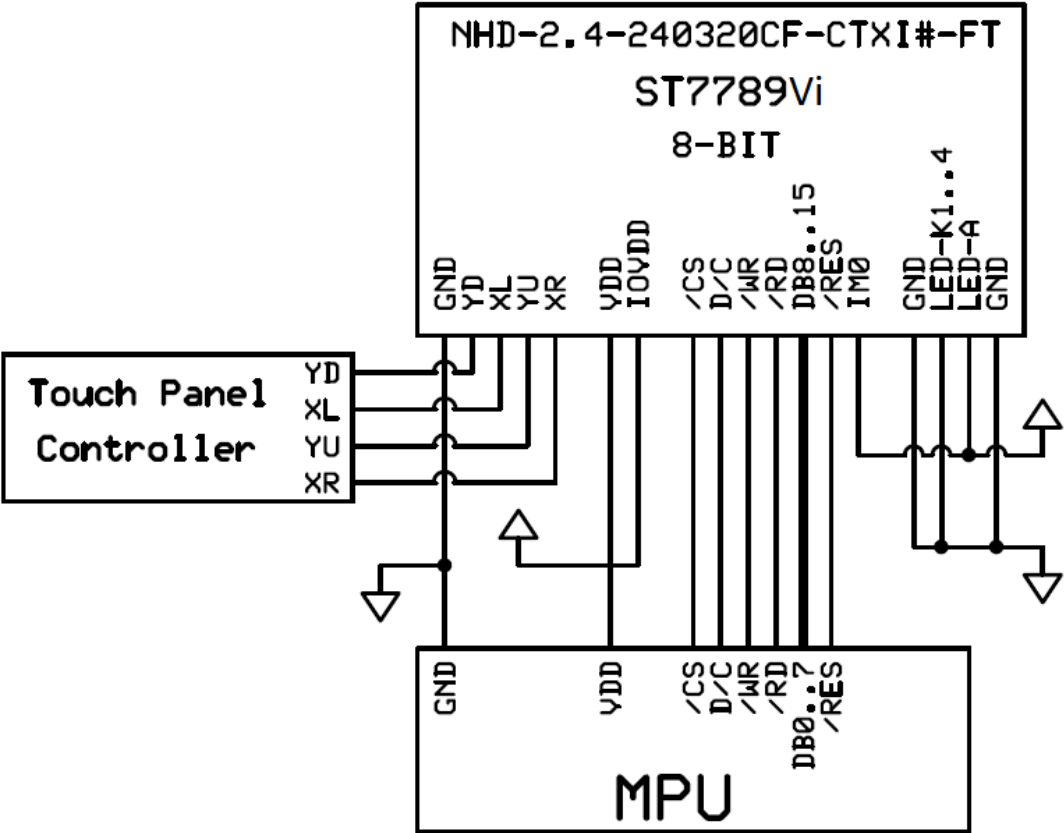 NHD-2.4-240320CF-CTXI#-FT
ST7789Vi
8-BIT
GND
YD
XL
YU
XR
VDD
IOVDD
/CS
D/C
/WR
/RD
DB8..15
/RES
IM0
GND
LED-K1..4
LED-A
GND
Touch Panel
Controller
YD
XL
YU
XR
GND
VDD
/CS
D/C
/WR
/RD
DB0..7
/RES
MPU